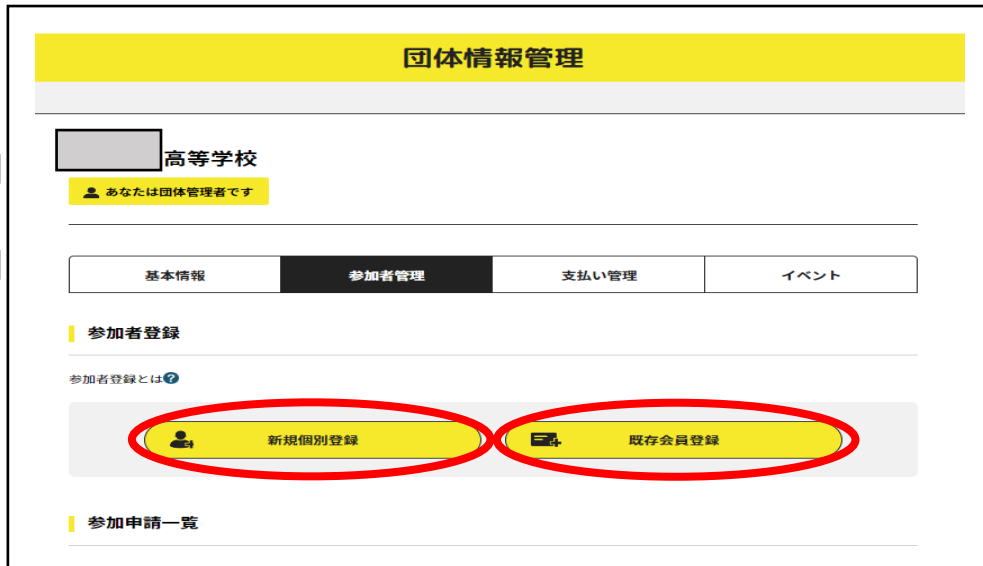 団体情報管理
高等学校
あなたは団体管理者です
基本情報 参加者管理 支払い管理 イベント
参加者登録
参加者登録とは?
新規個別登録 既存会員登録
参加申請一覧